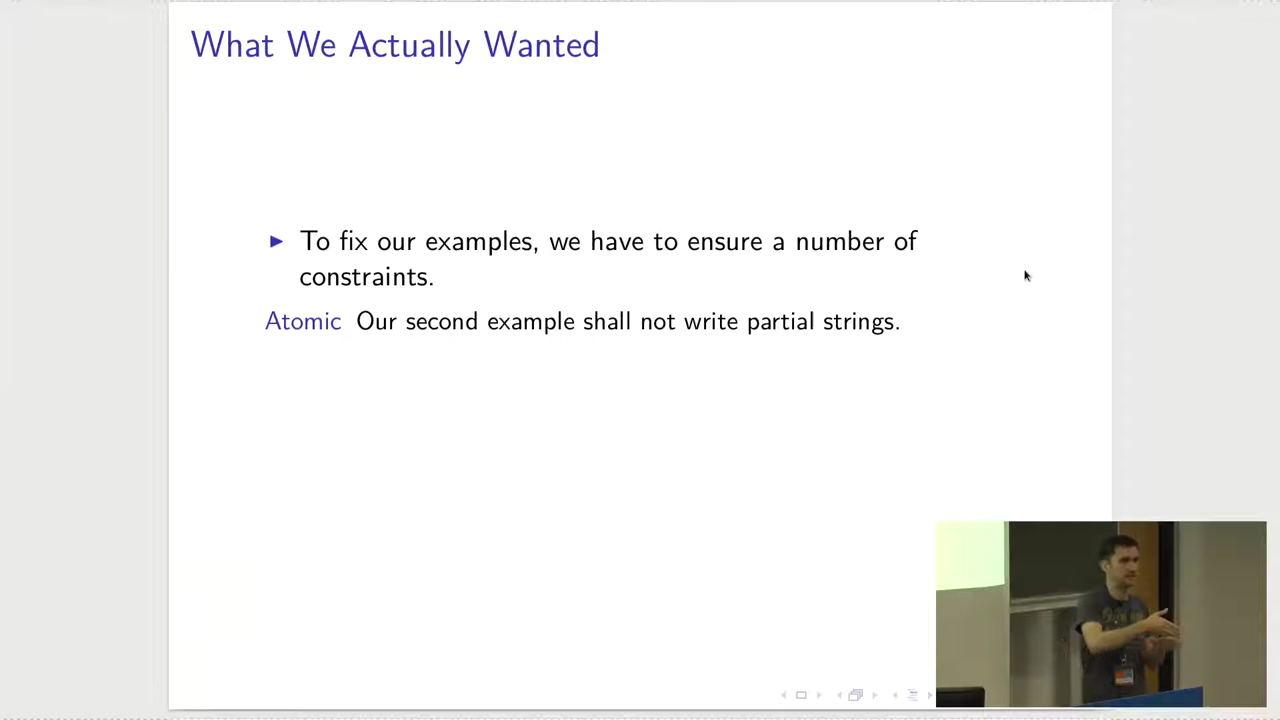 What We Actually Wanted
To fix our examples, we have to ensure a number of
constraints.
Atomic Our second example shall not write partial strings.